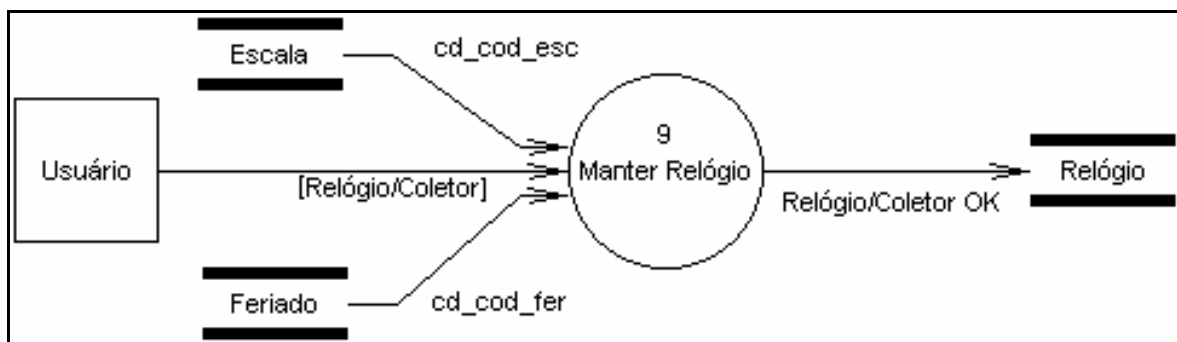 Escala
cd_cod_esc
9
Usuário
[Relógio/Coletor]
Manter Relógio
Relógio/Coletor OK
Relógio
Feriado
cd_cod_fer